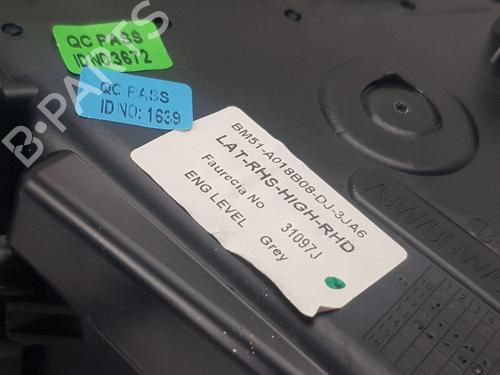 QC PASS
ID NO:3672
QC PASS
ID NO: 1639
BM51-A018B08-DJ-3JA6
LAT-RHS-HIGH-RHD
Faurecia No 31097J
ENG LEVEL Grey
B-PARTS